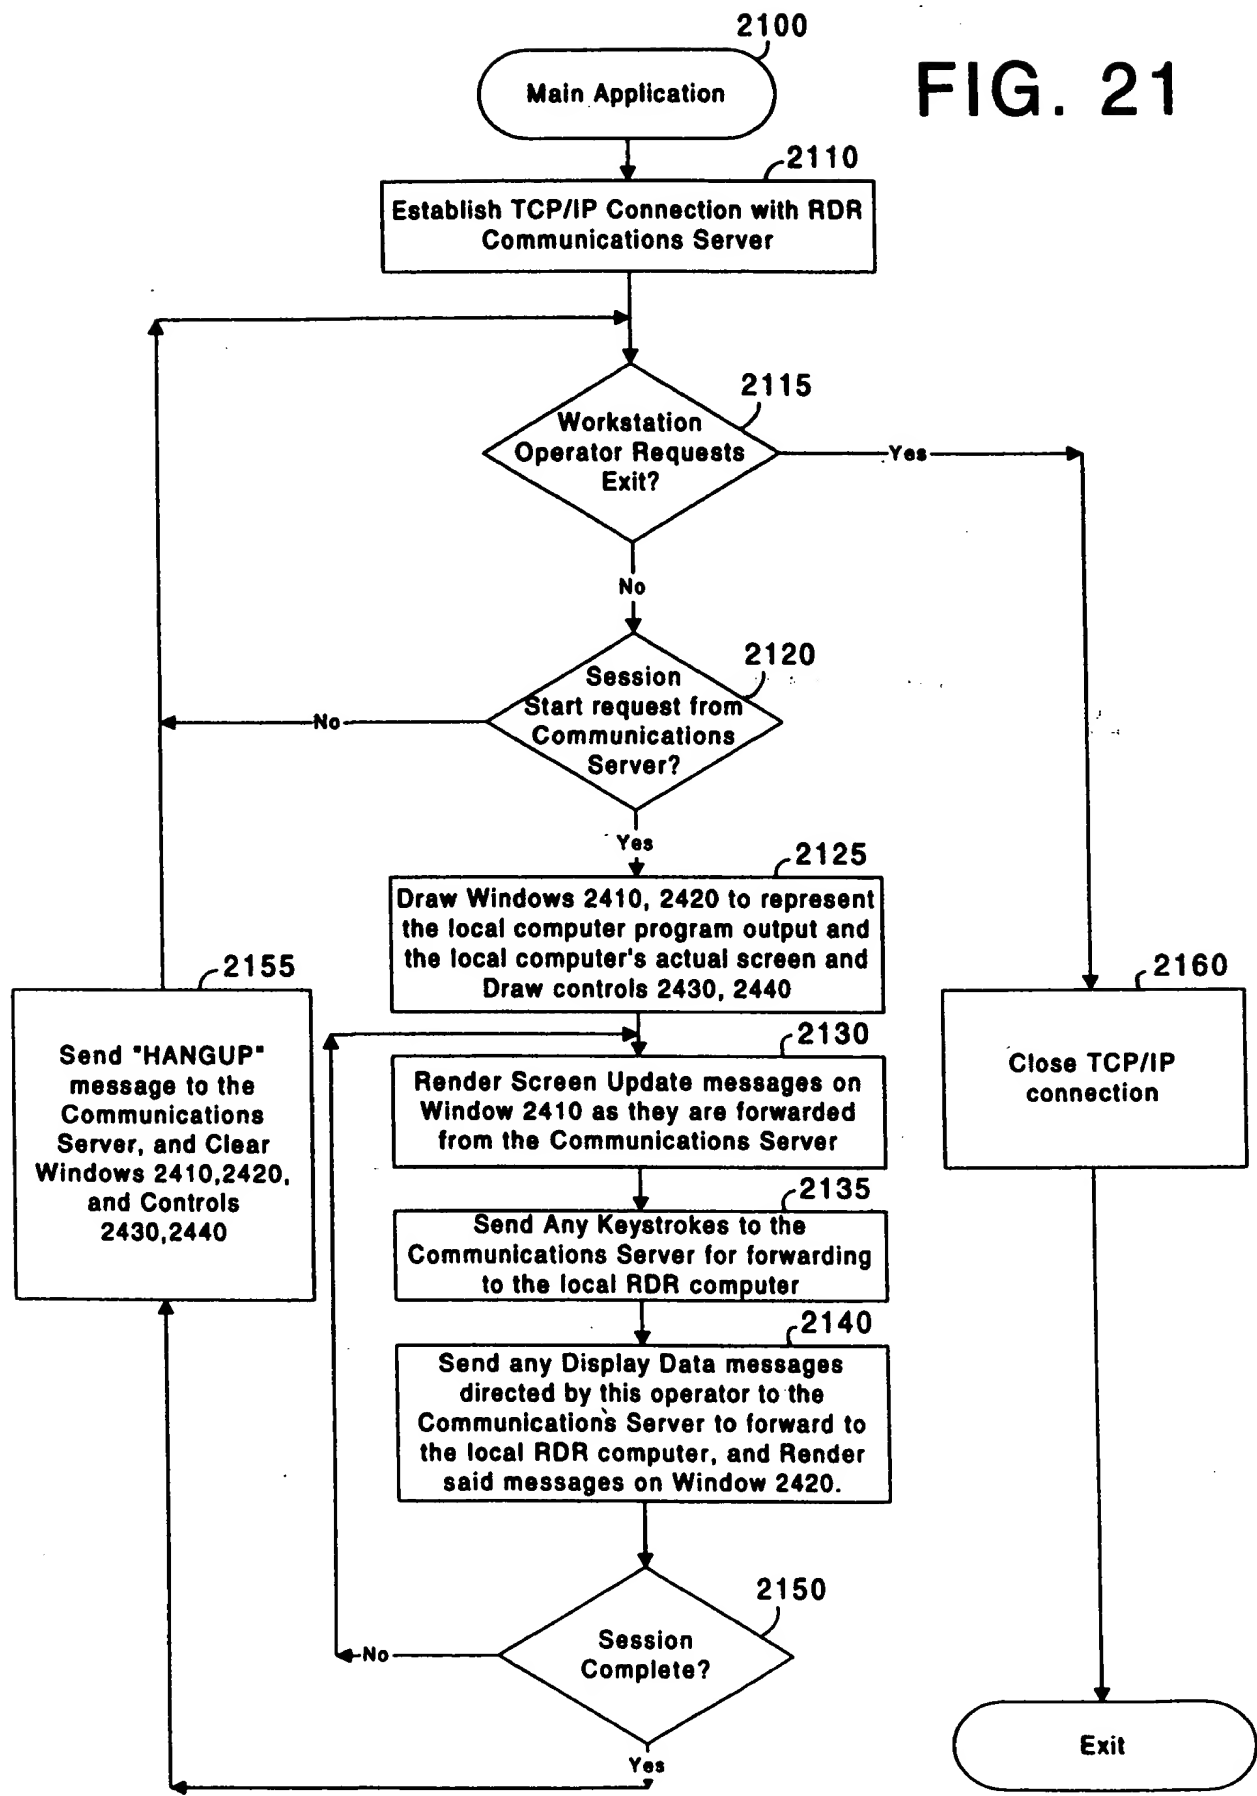 2100
Main Application
FIG. 21
2110
Establish TCP/IP Connection with RDR
Communications Server
2115
Workstation
Operator Requests
Exit?
Yes
No
2120
Session
Start request from
Communications
Server?
No
Yes
2125
Draw Windows 2410, 2420 to represent
the local computer program output and
the local computer's actual screen and
Draw controls 2430, 2440
2155
Send "HANGUP"
message to the
Communications
Server, and Clear
Windows 2410,2420,
and Controls
2430,2440
2160
Close TCP/IP
connection
2130
Render Screen Update messages on
Window 2410 as they are forwarded
from the Communications Server
2135
Send Any Keystrokes to the
Communications Server for forwarding
to the local RDR computer
2140
Send any Display Data messages
directed by this operator to the
Communications Server to forward to
the local RDR computer, and Render
said messages on Window 2420.
2150
Session
Complete?
No
Yes
Exit